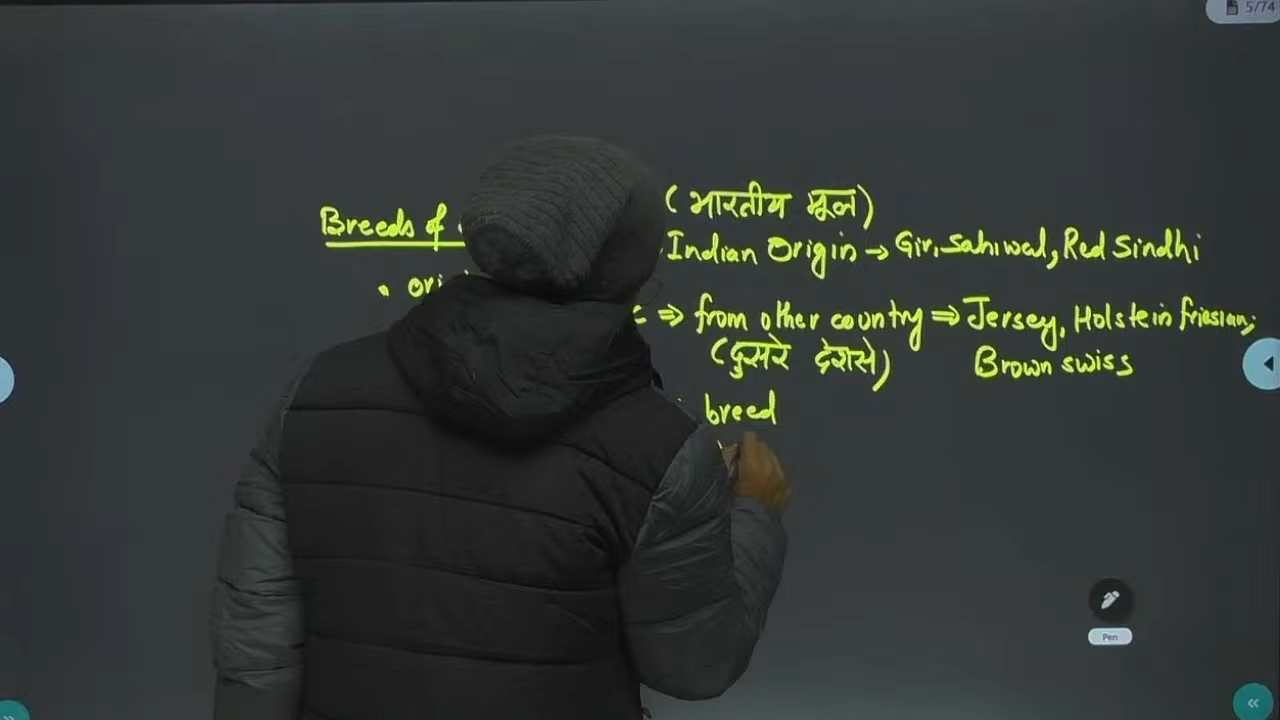 5/74
(भारतीय मूल)
Breeds of
Indian Origin → Gir, Sahiwal, Red Sindhi
•
⇒ from other country ⇒ Jersey, Holstein friesian,
(दुसरे देशसे)
Brown swiss
breed
Pen